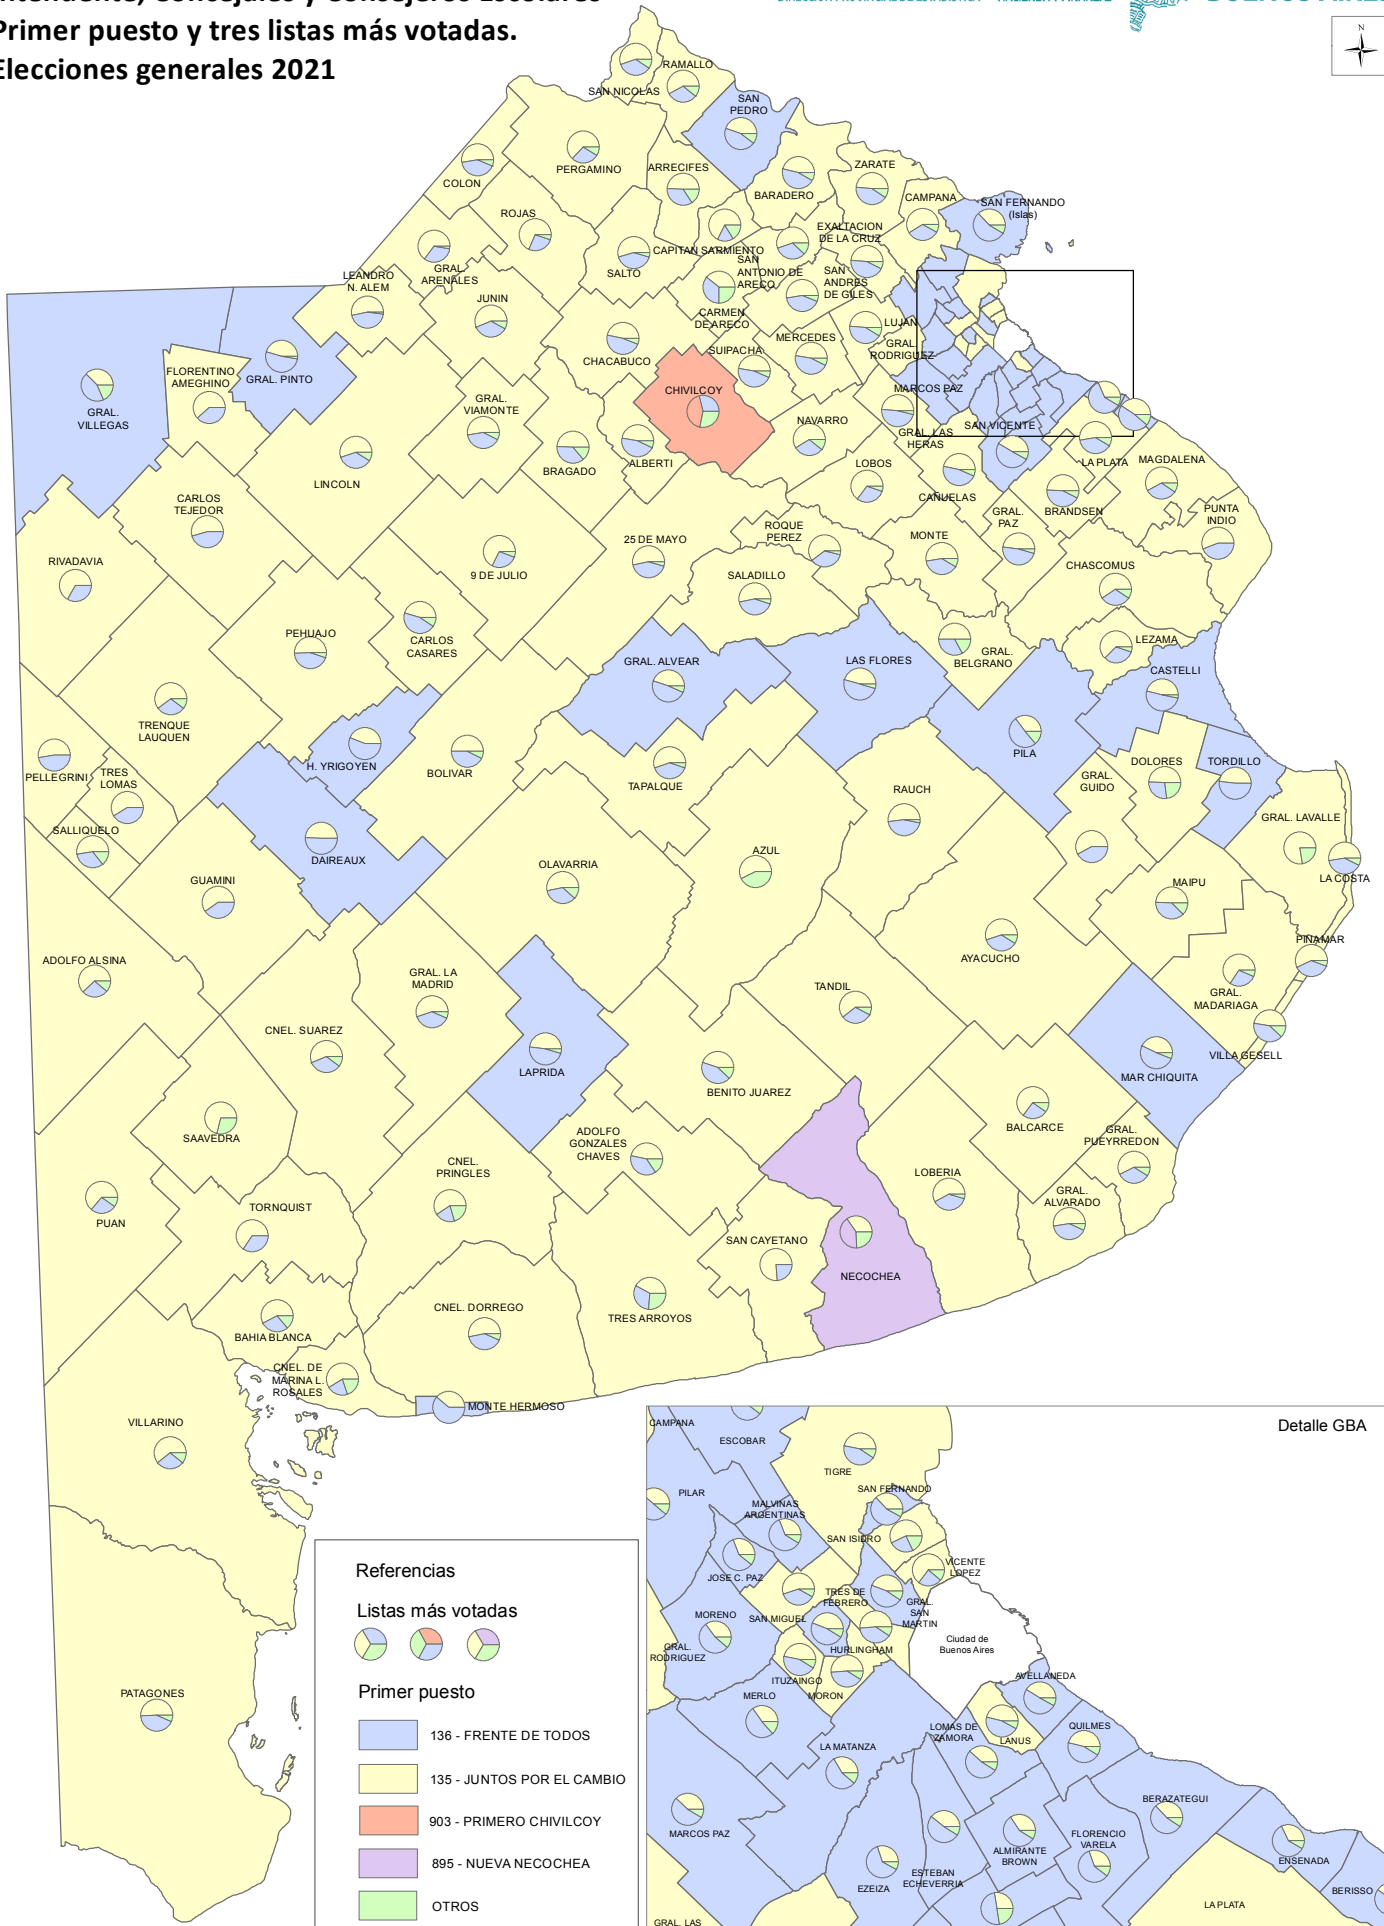 Primer puesto y tres listas más votadas.
Elecciones generales 2021
N
SAN NICOLAS
RAMALLO
SAN
PEDRO
PERGAMINO
COLON
ARRECIFES
BARADERO
ZARATE
CAMPANA
SAN FERNANDO
(Islas)
ROJAS
SALTO
CAPITAN SARMIENTO
EXALTACION
DE LA CRUZ
GRAL.
ARENALES
LEANDRO
N. ALEM
JUNIN
SAN
ANTONIO DE
ARECO
SAN
ANDRES
DE GILES
CARMEN
DE ARECO
CHACABUCO
SUIPACHA
MERCEDES
LUJAN
GRAL.
RODRIGUEZ
MARCOS PAZ
GRAL. LAS
HERAS
SAN VICENTE
LA PLATA
GRAL.
VILLEGAS
FLORENTINO
AMEGHINO
GRAL. PINTO
LINCOLN
GRAL.
VIAMONTE
BRAGADO
ALBERTI
CHIVILCOY
NAVARRO
LOBOS
CAÑUELAS
GRAL.
PAZ
BRANDSEN
MAGDALENA
PUNTA
INDIO
CARLOS
TEJEDOR
RIVADAVIA
9 DE JULIO
25 DE MAYO
ROQUE
PEREZ
SALADILLO
MONTE
CHASCOMUS
LEZAMA
PEHUAJO
CARLOS
CASARES
GRAL. ALVEAR
LAS FLORES
GRAL.
BELGRANO
CASTELLI
PILA
TRENQUE
LAUQUEN
H. YRIGOYEN
BOLIVAR
TAPALQUE
PELLEGRINI
TRES
LOMAS
SALLIQUELO
DAIREAUX
GUAMINI
OLAVARRIA
AZUL
RAUCH
GRAL.
GUIDO
DOLORES
TORDILLO
GRAL. LAVALLE
LA COSTA
MAIPU
PINAMAR
GRAL.
MADARIAGA
VILLA GESELL
ADOLFO ALSINA
CNEL. SUAREZ
GRAL. LA
MADRID
LAPRIDA
BENITO JUAREZ
TANDIL
AYACUCHO
MAR CHIQUITA
BALCARCE
GRAL.
PUEYRREDON
GRAL.
ALVARADO
LOBERIA
NECOCHEA
SAN CAYETANO
SAAVEDRA
PUAN
TORNQUIST
CNEL.
PRINGLES
ADOLFO
GONZALES
CHAVES
TRES ARROYOS
CNEL. DORREGO
BAHIA BLANCA
CNEL. DE
MARINA L.
ROSALES
MONTE HERMOSO
VILLARINO
PATAGONES
Referencias
Listas más votadas
Primer puesto
136 - FRENTE DE TODOS
135 - JUNTOS POR EL CAMBIO
903 - PRIMERO CHIVILCOY
895 - NUEVA NECOCHEA
OTROS
Detalle GBA
CAMPANA
ESCOBAR
TIGRE
PILAR
SAN FERNANDO
MALVINAS
ARGENTINAS
SAN ISIDRO
JOSE C. PAZ
VICENTE
LOPEZ
TRES DE
FEBRERO
GRAL.
SAN
MARTIN
MORENO
SAN MIGUEL
HURLINGHAM
GRAL.
RODRIGUEZ
ITUZAINGO
MORON
Ciudad de
Buenos Aires
MERLO
AVELLANEDA
LOMAS DE
ZAMORA
LANUS
QUILMES
LA MATANZA
MARCOS PAZ
BERAZATEGUI
ALMIRANTE
BROWN
FLORENCIO
VARELA
ENSENADA
EZEIZA
ESTEBAN
ECHEVERRIA
BERISSO
LA PLATA
GRAL. LAS